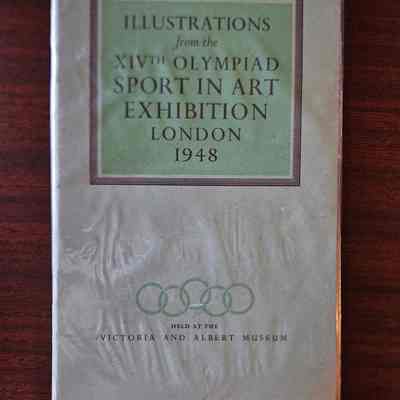 ILLUSTRATIONS
from the
XIVTH OLYMPIAD
SPORT IN ART
EXHIBITION
LONDON
1948
HELD AT THE
VICTORIA AND ALBERT MUSEUM